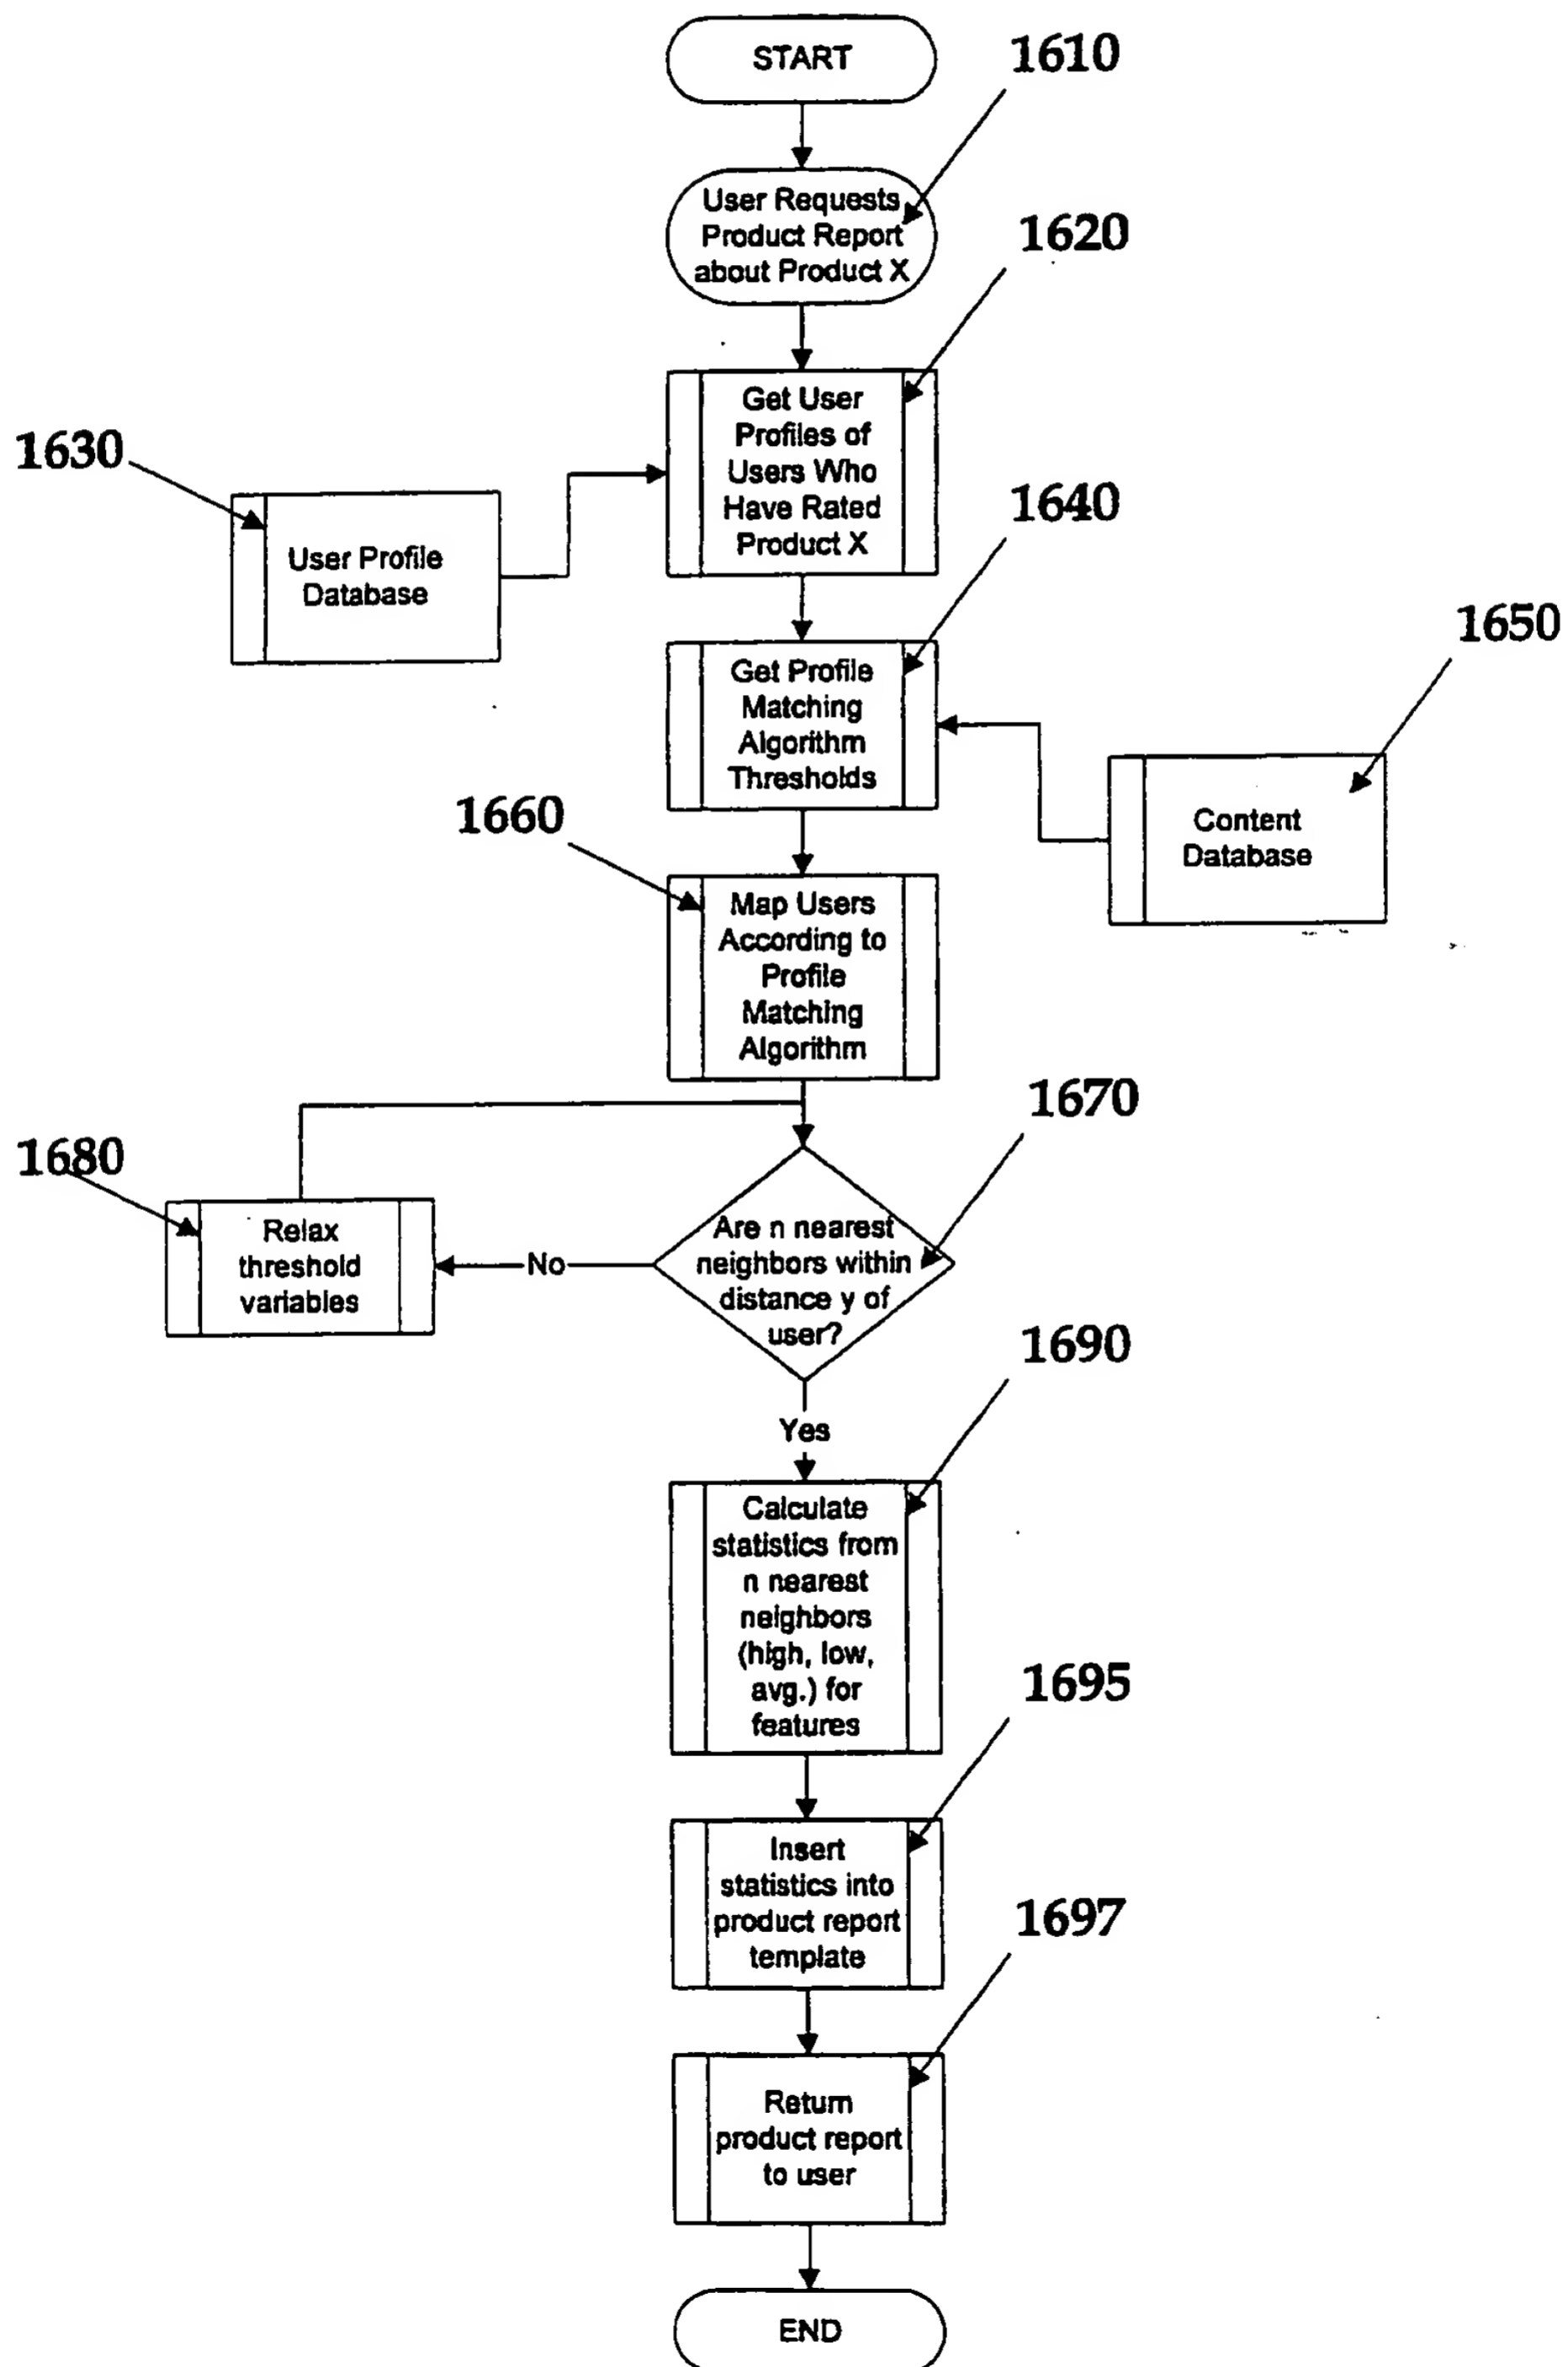 START
1610
User Requests
Product Report
about Product X
1620
Get User
Profiles of
Users Who
Have Rated
Product X
1630
User Profile
Database
1640
Get Profile
Matching
Algorithm
Thresholds
1650
Content
Database
1660
Map Users
According to
Profile
Matching
Algorithm
1670
Are n nearest
neighbors within
distance y of
user?
1680
Relax
threshold
variables
No
Yes
1690
Calculate
statistics from
n nearest
neighbors
(high, low,
avg.) for
features
1695
Insert
statistics into
product report
template
1697
Return
product report
to user
END